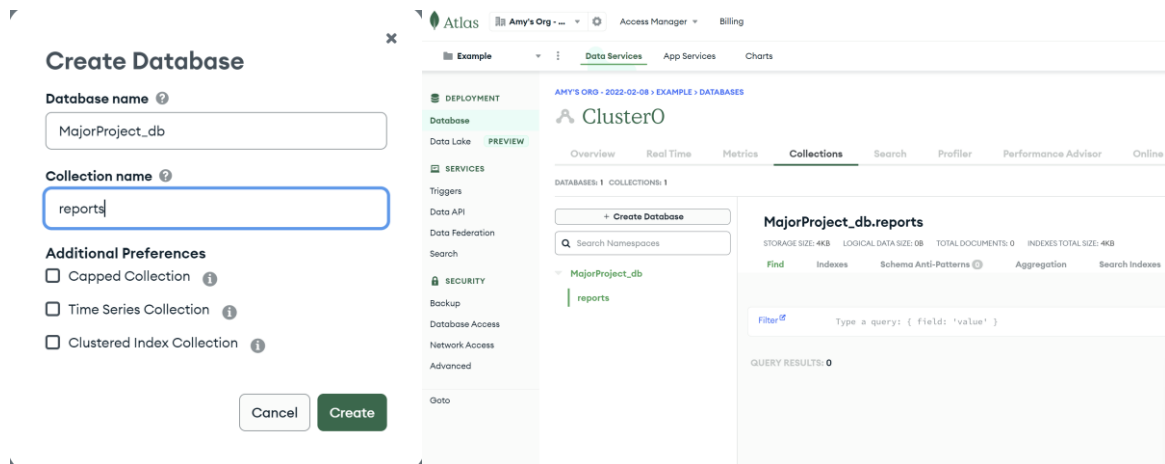 Create Database
Database name
MajorProject_db
Collection name
reports
Additional Preferences
Capped Collection
Time Series Collection
Clustered Index Collection
Cancel Create
Atlas Amy's Org - ... Access Manager Billing
Example Data Services App Services Charts
DEPLOYMENT
Database
Data Lake PREVIEW
SERVICES
Triggers
Data API
Data Federation
Search
SECURITY
Backup
Database Access
Network Access
Advanced
Goto
AMY'S ORG - 2022-02-08 > EXAMPLE > DATABASES
Cluster0
Overview Real Time Metrics Collections Search Profiler Performance Advisor Online
DATABASES: 1 COLLECTIONS: 1
+ Create Database
Search Namespaces
MajorProject_db
reports
MajorProject_db.reports
STORAGE SIZE: 4KB LOGICAL DATA SIZE: 0B TOTAL DOCUMENTS: 0 INDEXES TOTAL SIZE: 4KB
Find Indexes Schema Anti-Patterns 0 Aggregation Search Indexes
Filter Type a query: { field: 'value' }
QUERY RESULTS: 0